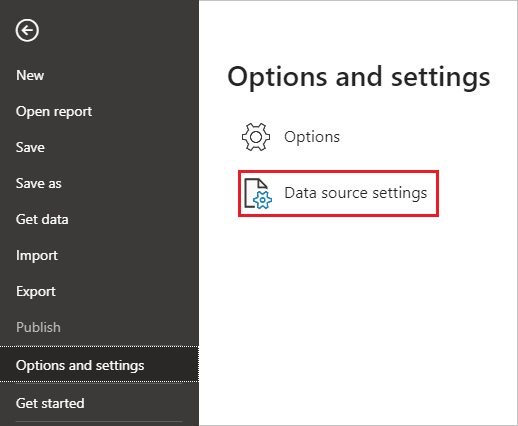 New
Open report
Save
Save as
Get data
Import
Export
Publish
Options and settings
Get started
Options and settings
Options
Data source settings